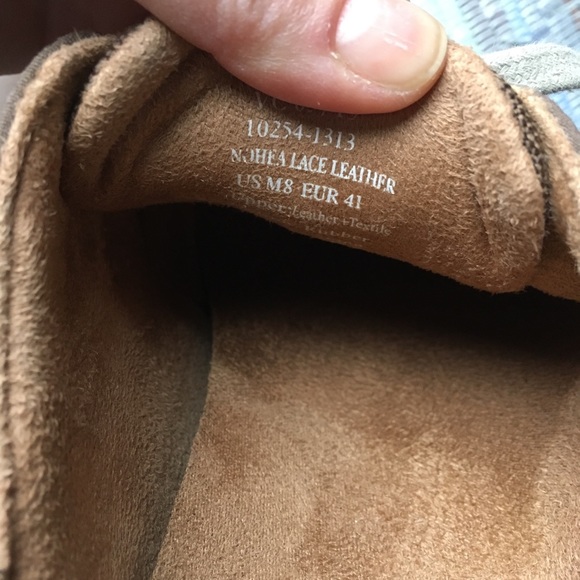 10254-1313
NOHEA LACE LEATHER
US M8 EUR 41
Upper: Leather+Textile